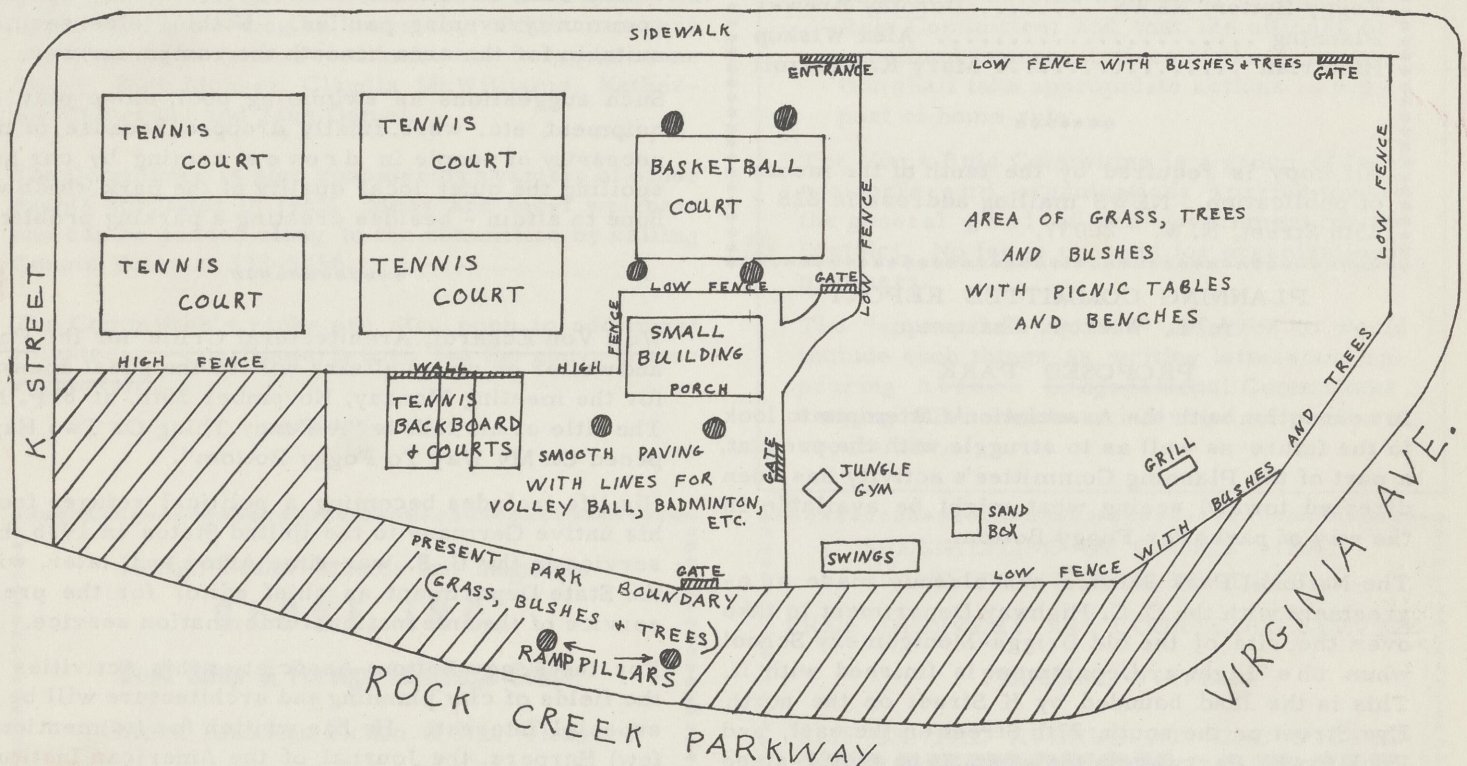 SIDEWALK
ENTRANCE
LOW FENCE WITH BUSHES & TREES
GATE
TENNIS
COURT
TENNIS
COURT
BASKETBALL
COURT
LOW FENCE
LOW FENCE
AREA OF GRASS, TREES
AND BUSHES
WITH PICNIC TABLES
AND BENCHES
TENNIS
COURT
TENNIS
COURT
LOW FENCE
GATE
K STREET
HIGH FENCE
WALL
HIGH
FENCE
SMALL
BUILDING
PORCH
TENNIS
BACKBOARD
& COURTS
SMOOTH PAVING
WITH LINES FOR
VOLLEY BALL, BADMINTON,
ETC.
GATE
JUNGLE
GYM
GRILL
SAND
BOX
SWINGS
LOW FENCE WITH BUSHES AND TREES
GATE
PRESENT PARK BOUNDARY
(GRASS, BUSHES & TREES)
RAMP PILLARS
ROCK CREEK PARKWAY
VIRGINIA AVE.